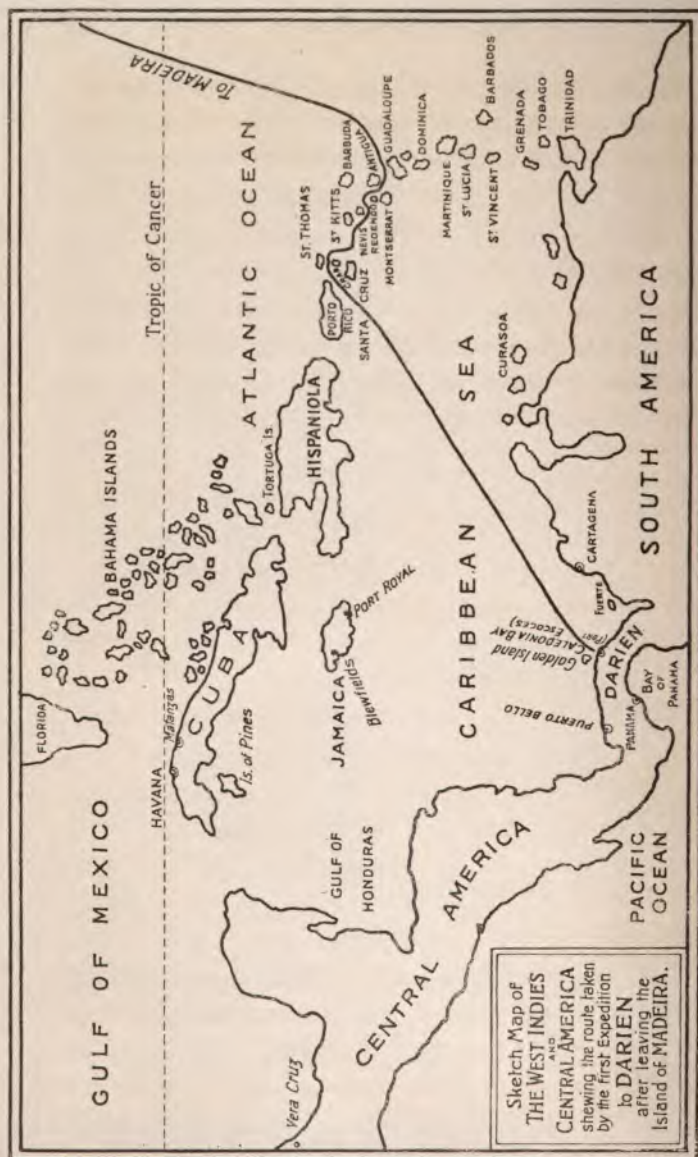 GULF OF MEXICO
FLORIDA
BAHAMA ISLANDS
Tropic of Cancer
TO MADEIRA
ATLANTIC OCEAN
HAVANA
Matanzas
CUBA
Is. of Pines
Vera Cruz
TORTUGA Is.
HISPANIOLA
PORTO
RICO
ST. THOMAS
SANTA
CRUZ
ST KITTS
BARBUDA
NEVIS
ANTIGUA
REDENDO
MONTSERRAT
GUADALOUPE
DOMINICA
MARTINIQUE
ST LUCIA
ST VINCENT
BARBADOS
GRENADA
TOBAGO
TRINIDAD
JAMAICA
Blewfields
PORT ROYAL
GULF OF
HONDURAS
CARIBBEAN SEA
CURASOA
CENTRAL AMERICA
PUERTO BELLO
Golden Island
CALEDONIA BAY
(PORT
ESCOCES)
DARIEN
PANAMA
BAY
OF
PANAMA
FUERTE
CARTAGENA
SOUTH AMERICA
PACIFIC
OCEAN
Sketch Map of
THE WEST INDIES
AND
CENTRAL AMERICA
shewing the route taken
by the first Expedition
to DARIEN
after leaving the
Island of MADEIRA.